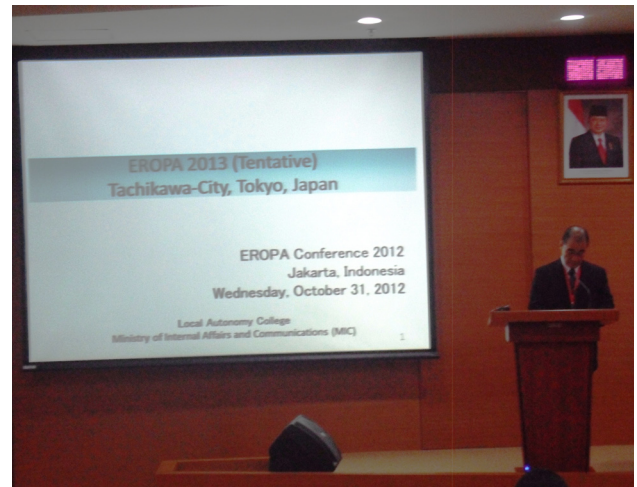 EROPA 2013 (Tentative)
Tachikawa-City, Tokyo, Japan
EROPA Conference 2012
Jakarta, Indonesia
Wednesday, October 31, 2012
Local Autonomy College
Ministry of Internal Affairs and Communications (MIC)
1